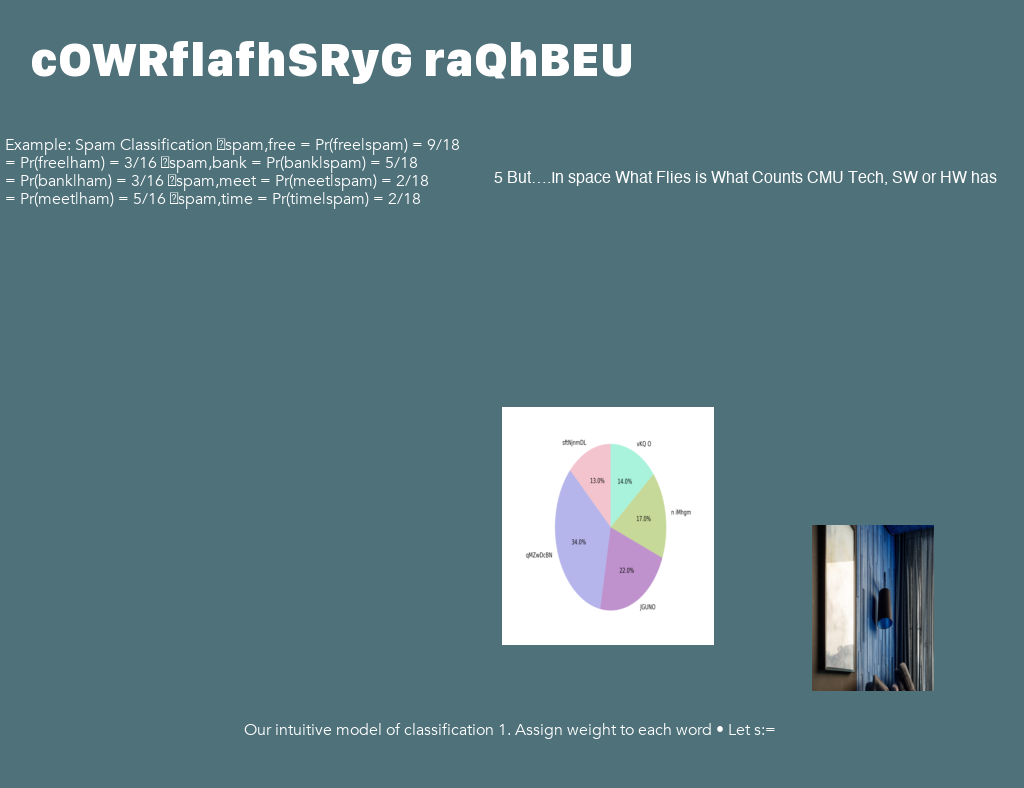 cOWRflafhSRyG raQhBEU
Example: Spam Classification spam,free = Pr(free|spam) = 9/18
= Pr(free|ham) = 3/16 spam,bank = Pr(bank|spam) = 5/18
= Pr(bank|ham) = 3/16 spam,meet = Pr(meet|spam) = 2/18
= Pr(meet|ham) = 5/16 spam,time = Pr(time|spam) = 2/18
5 But….In space What Flies is What Counts CMU Tech, SW or HW has
sftNjnmDL
vKQ O
13.0%
14.0%
n iMhgm
17.0%
34.0%
qMZwDcBN
22.0%
JGUNO
Our intuitive model of classification 1. Assign weight to each word • Let s:=